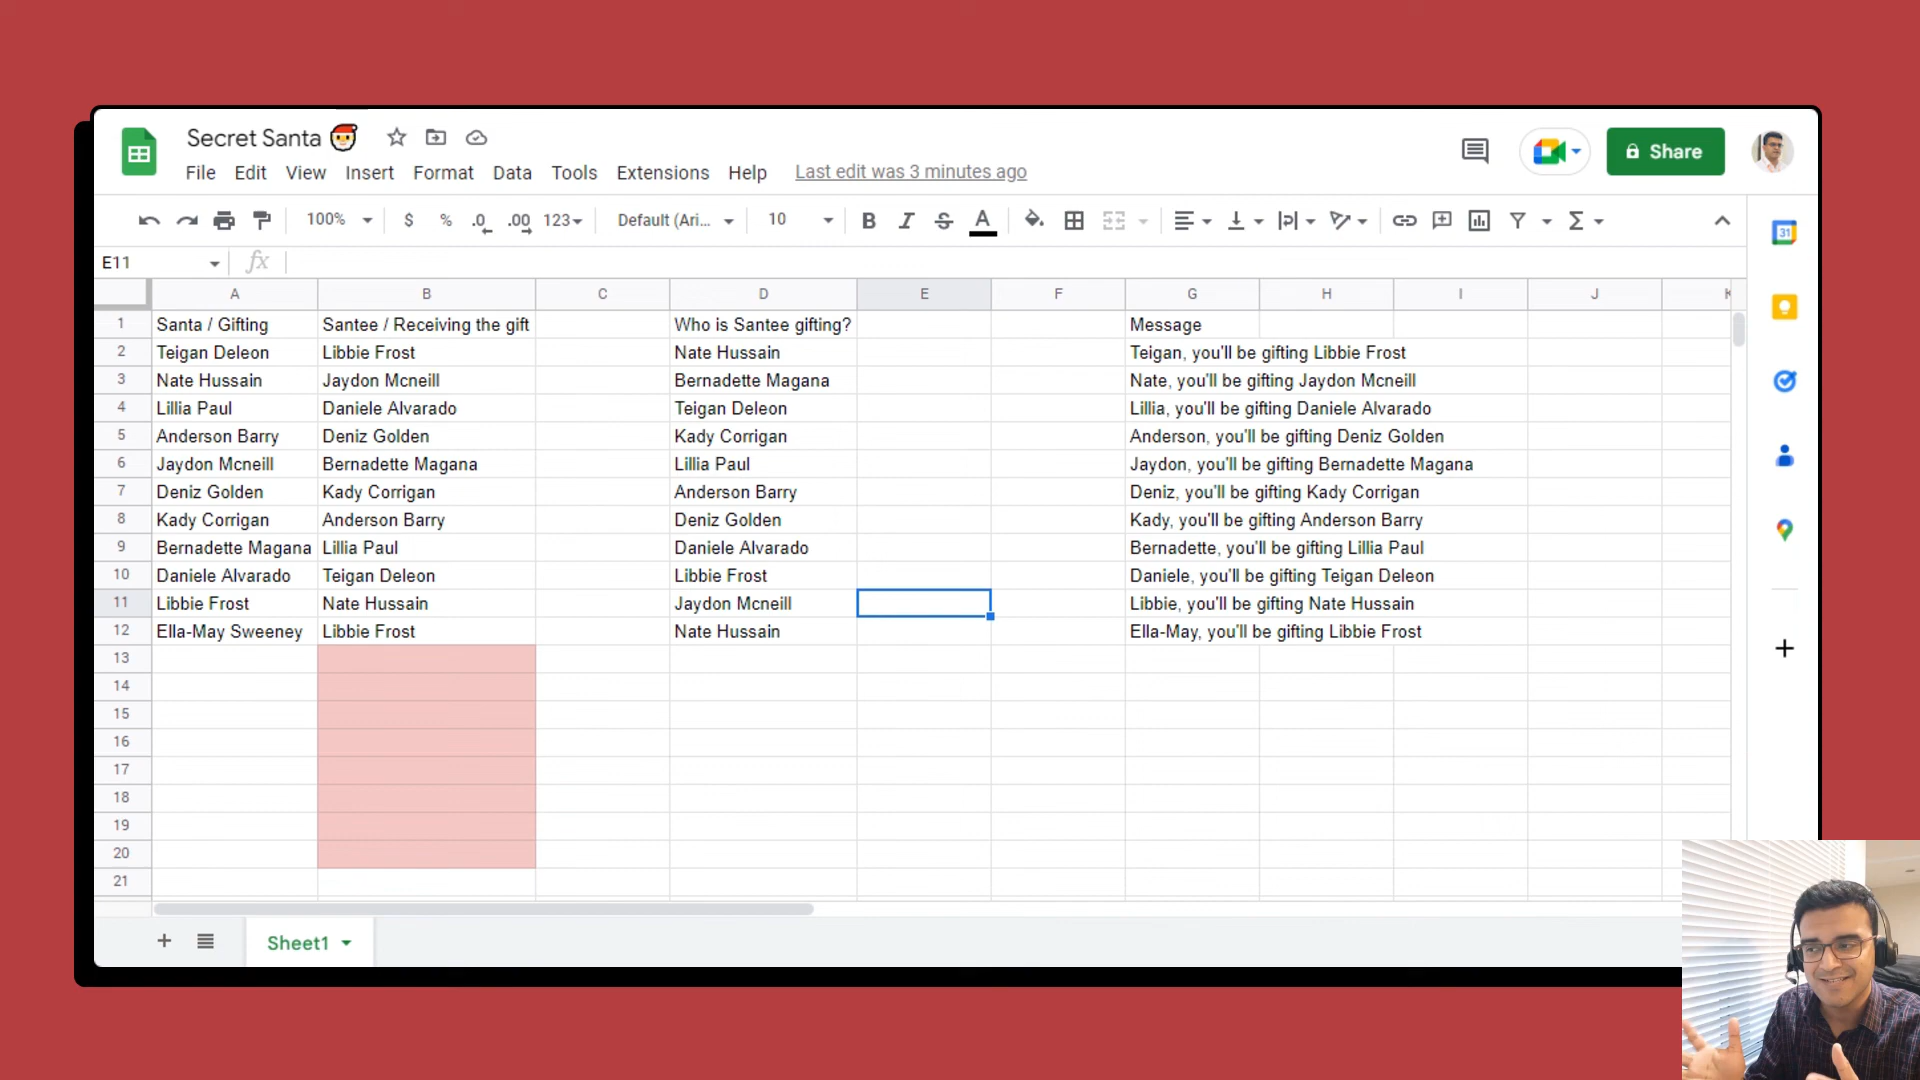 Secret Santa
File Edit View Insert Format Data Tools Extensions Help Last edit was 3 minutes ago
Share
100% $ % .0 .00 123 Default (Ari... 10 B I S A
31
E11 fx
A B C D E F G H I J K
1 Santa / Gifting Santee / Receiving the gift Who is Santee gifting? Message
2 Teigan Deleon Libbie Frost Nate Hussain Teigan, you'll be gifting Libbie Frost
3 Nate Hussain Jaydon Mcneill Bernadette Magana Nate, you'll be gifting Jaydon Mcneill
4 Lillia Paul Daniele Alvarado Teigan Deleon Lillia, you'll be gifting Daniele Alvarado
5 Anderson Barry Deniz Golden Kady Corrigan Anderson, you'll be gifting Deniz Golden
6 Jaydon Mcneill Bernadette Magana Lillia Paul Jaydon, you'll be gifting Bernadette Magana
7 Deniz Golden Kady Corrigan Anderson Barry Deniz, you'll be gifting Kady Corrigan
8 Kady Corrigan Anderson Barry Deniz Golden Kady, you'll be gifting Anderson Barry
9 Bernadette Magana Lillia Paul Daniele Alvarado Bernadette, you'll be gifting Lillia Paul
10 Daniele Alvarado Teigan Deleon Libbie Frost Daniele, you'll be gifting Teigan Deleon
11 Libbie Frost Nate Hussain Jaydon Mcneill Libbie, you'll be gifting Nate Hussain
12 Ella-May Sweeney Libbie Frost Nate Hussain Ella-May, you'll be gifting Libbie Frost
13
14
15
16
17
18
19
20
21
Sheet1